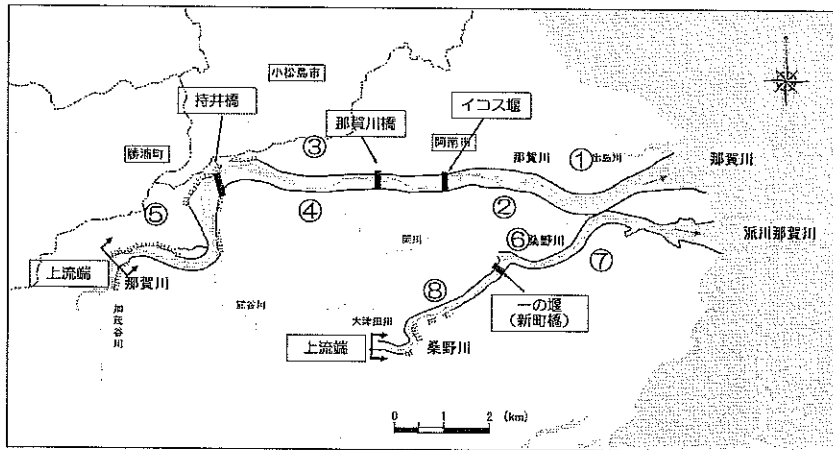 小松島市
持井橋
イコス堰
那賀川橋
勝浦町
③
阿南市
那賀川
①
出島川
那賀川
④
②
⑤
岡川
⑥
桑野川
派川那賀川
⑦
上流端
那賀川
加茂谷川
⑧
一の堰
(新町橋)
大津田川
上流端
桑野川
0 1 2 (km)